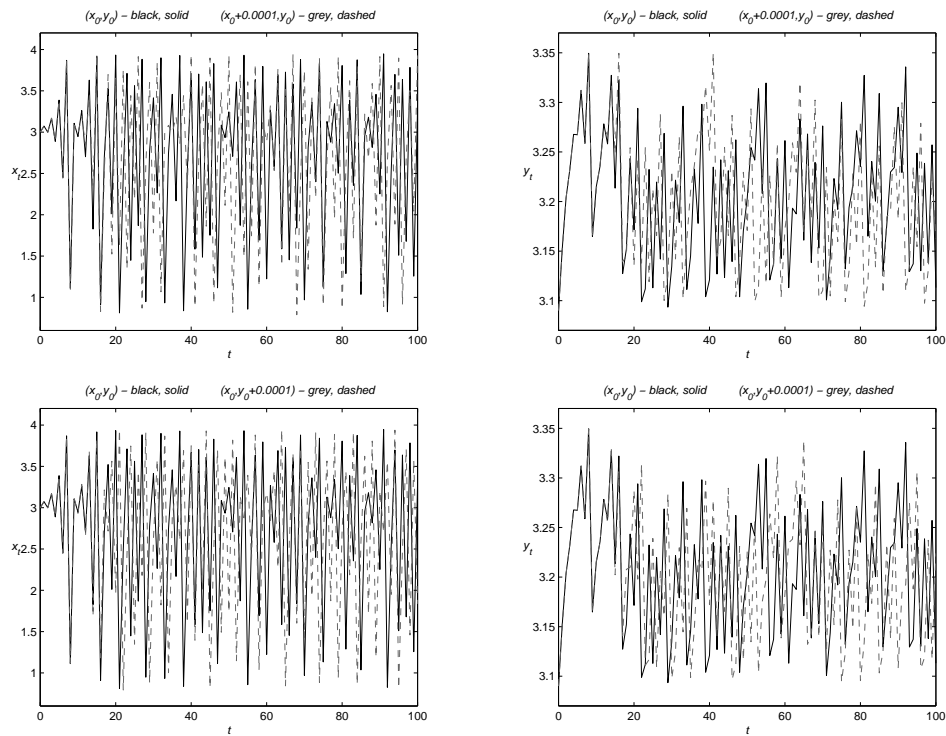 (x0,y0) − black, solid (x0+0.0001,y0) − grey, dashed
4
3.5
3
xt
2.5
2
1.5
1
0 20 40 60 80 100
t
(x0,y0) − black, solid (x0+0.0001,y0) − grey, dashed
3.35
3.3
3.25
yt
3.2
3.15
3.1
0 20 40 60 80 100
t
(x0,y0) − black, solid (x0,y0+0.0001) − grey, dashed
4
3.5
3
xt
2.5
2
1.5
1
0 20 40 60 80 100
t
(x0,y0) − black, solid (x0,y0+0.0001) − grey, dashed
3.35
3.3
3.25
yt
3.2
3.15
3.1
0 20 40 60 80 100
t